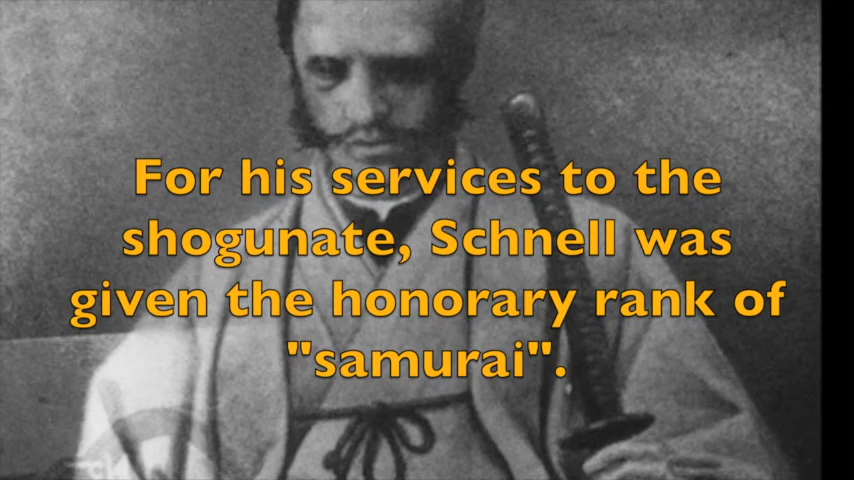 For his services to the
shogunate, Schnell was
given the honorary rank of
"samurai".